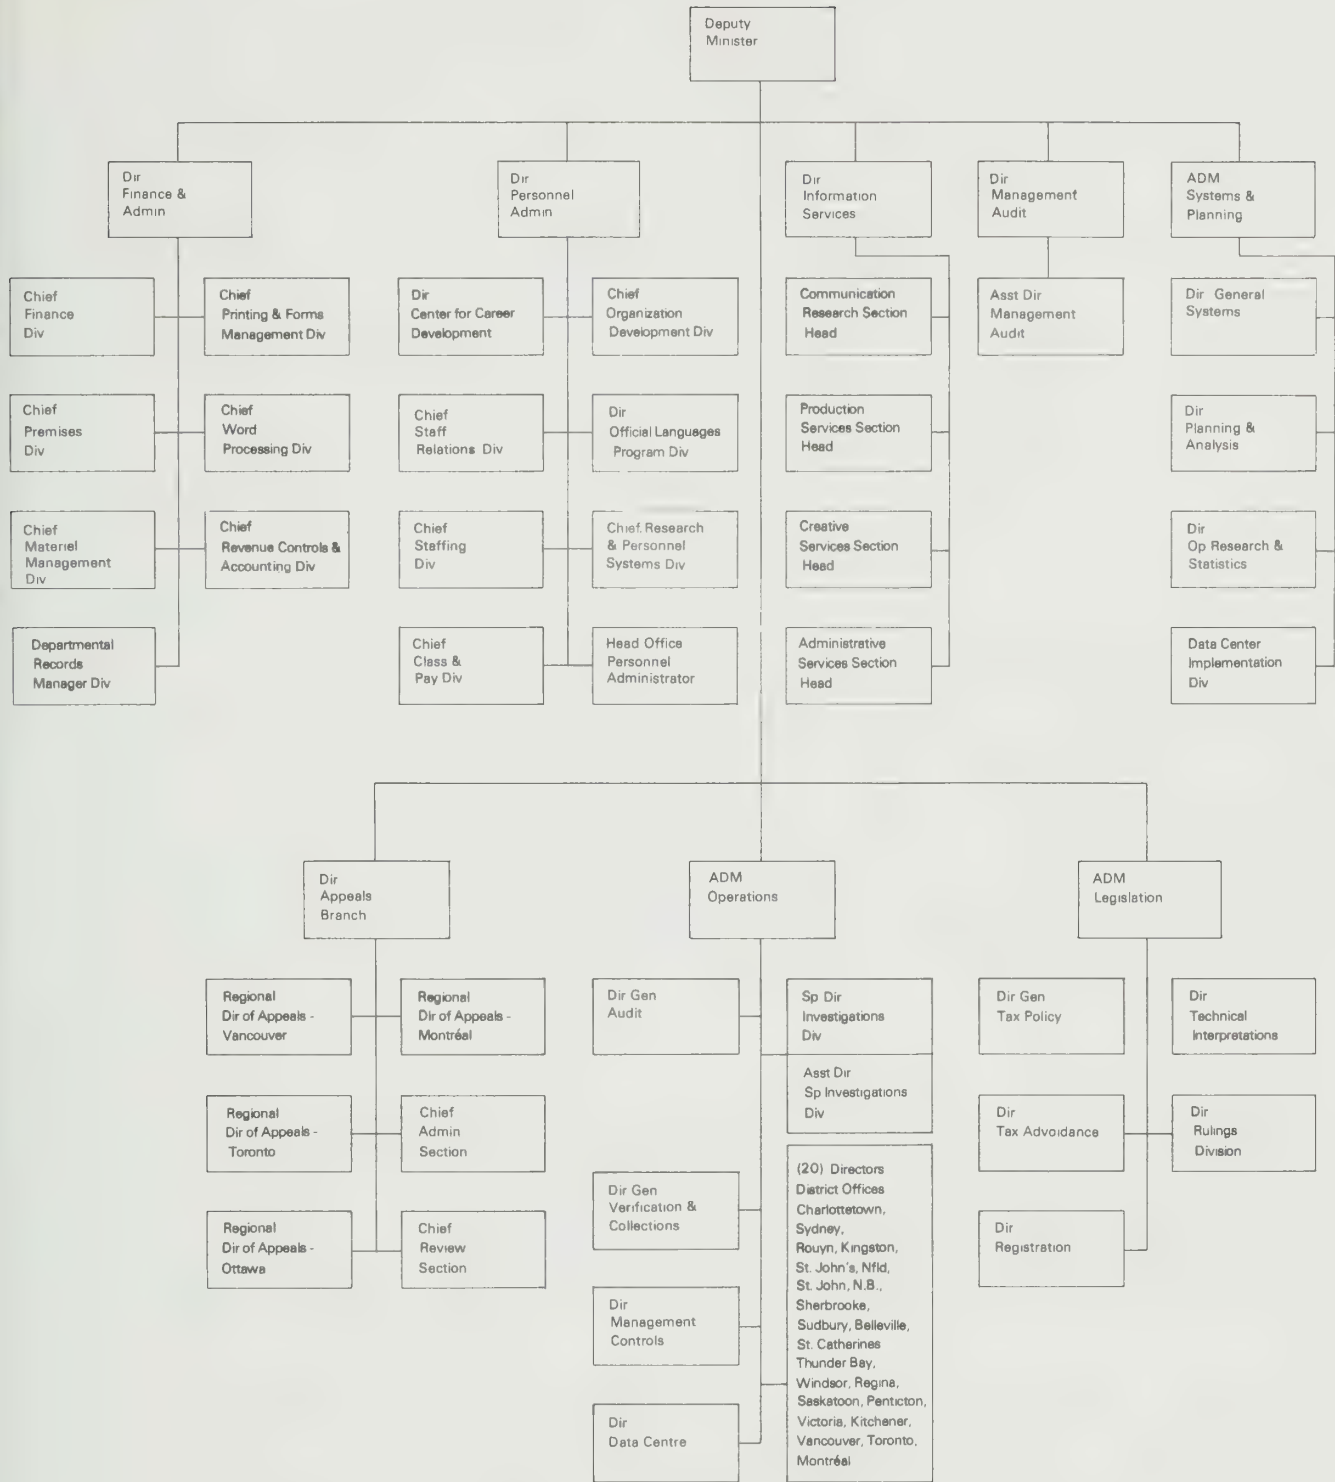 Deputy
Minister
Dir
Finance &
Admin
Dir
Personnel
Admin
Dir
Information
Services
Dir
Management
Audit
ADM
Systems &
Planning
Chief
Finance
Div
Chief
Printing & Forms
Management Div
Dir
Center for Career
Development
Chief
Organization
Development Div
Communication
Research Section
Head
Asst Dir
Management
Audit
Dir General
Systems
Chief
Premises
Div
Chief
Word
Processing Div
Chief
Staff
Relations Div
Dir
Official Languages
Program Div
Production
Services Section
Head
Dir
Planning &
Analysis
Chief
Materiel
Management
Div
Chief
Revenue Controls &
Accounting Div
Chief
Staffing
Div
Chief. Research
& Personnel
Systems Div
Creative
Services Section
Head
Dir
Op Research &
Statistics
Departmental
Records
Manager Div
Chief
Class &
Pay Div
Head Office
Personnel
Administrator
Administrative
Services Section
Head
Data Center
Implementation
Div
Dir
Appeals
Branch
ADM
Operations
ADM
Legislation
Regional
Dir of Appeals -
Vancouver
Regional
Dir of Appeals -
Montréal
Dir Gen
Audit
Sp Dir
Investigations
Div
Dir Gen
Tax Policy
Dir
Technical
Interpretations
Asst Dir
Sp Investigations
Div
Regional
Dir of Appeals -
Toronto
Chief
Admin
Section
Dir
Tax Advoidance
Dir
Rulings
Division
Dir Gen
Verification &
Collections
(20) Directors
District Offices
Charlottetown,
Sydney,
Rouyn, Kingston,
St. John's, Nfld,
St. John, N.B.,
Sherbrooke,
Sudbury, Belleville,
St. Catherines
Thunder Bay,
Windsor, Regina,
Saskatoon, Penticton,
Victoria, Kitchener,
Vancouver, Toronto,
Montréal
Regional
Dir of Appeals -
Ottawa
Chief
Review
Section
Dir
Registration
Dir
Management
Controls
Dir
Data Centre